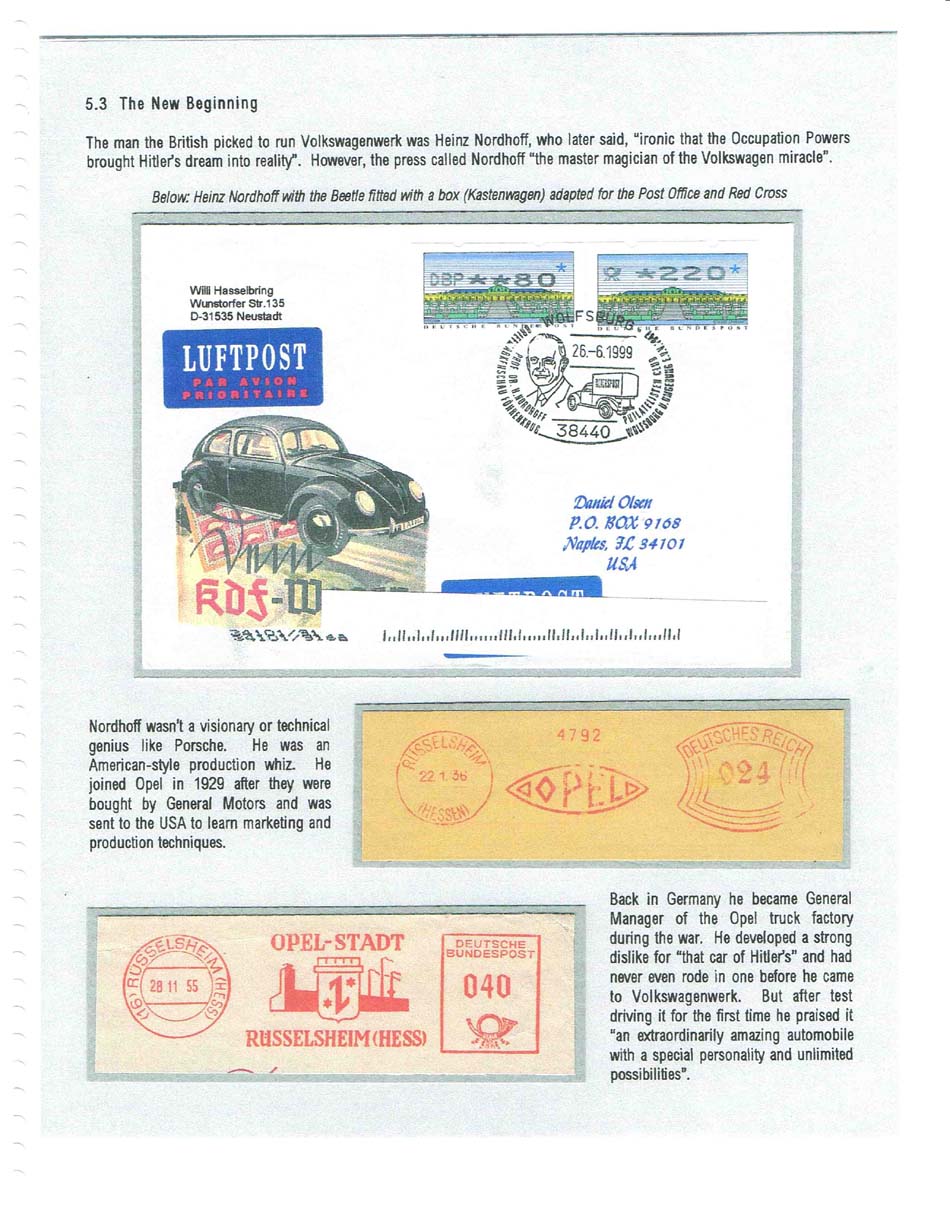 5.3 The New Beginning
The man the British picked to run Volkswagenwerk was Heinz Nordhoff, who later said, "ironic that the Occupation Powers
brought Hitler's dream into reality". However, the press called Nordhoff "the master magician of the Volkswagen miracle".
Below: Heinz Nordhoff with the Beetle fitted with a box (Kastenwagen) adapted for the Post Office and Red Cross
Willi Hasselbring
Wunstorfer Str.135
D-31535 Neustadt
LUFTPOST
PAR AVION
PRIORITAIRE
DBP**80*
DEUTSCHE BUNDESPOST
*220*
DEUTSCHE BUNDESPOST
WOLFSBURG
26.-6.1999
PROF. DR. H. NORDHOFF
PHILATELISTEN CLUB
WOLFSBURG U. UMGEBUNG E.V.
38440
Daniel Olsen
P.O. BOX 9168
Naples, FL 34101
USA
Dein
KdF-W
Nordhoff wasn't a visionary or technical
genius like Porsche. He was an
American-style production whiz. He
joined Opel in 1929 after they were
bought by General Motors and was
sent to the USA to learn marketing and
production techniques.
RÜSSELSHEIM
22.1.36
(HESSEN)
4792
OPEL
DEUTSCHES REICH
024
(16) RÜSSELSHEIM (HESS)
28 11 55
OPEL-STADT
RÜSSELSHEIM (HESS)
DEUTSCHE
BUNDESPOST
040
Back in Germany he became General
Manager of the Opel truck factory
during the war. He developed a strong
dislike for "that car of Hitler's" and had
never even rode in one before he came
to Volkswagenwerk. But after test
driving it for the first time he praised it
"an extraordinarily amazing automobile
with a special personality and unlimited
possibilities".